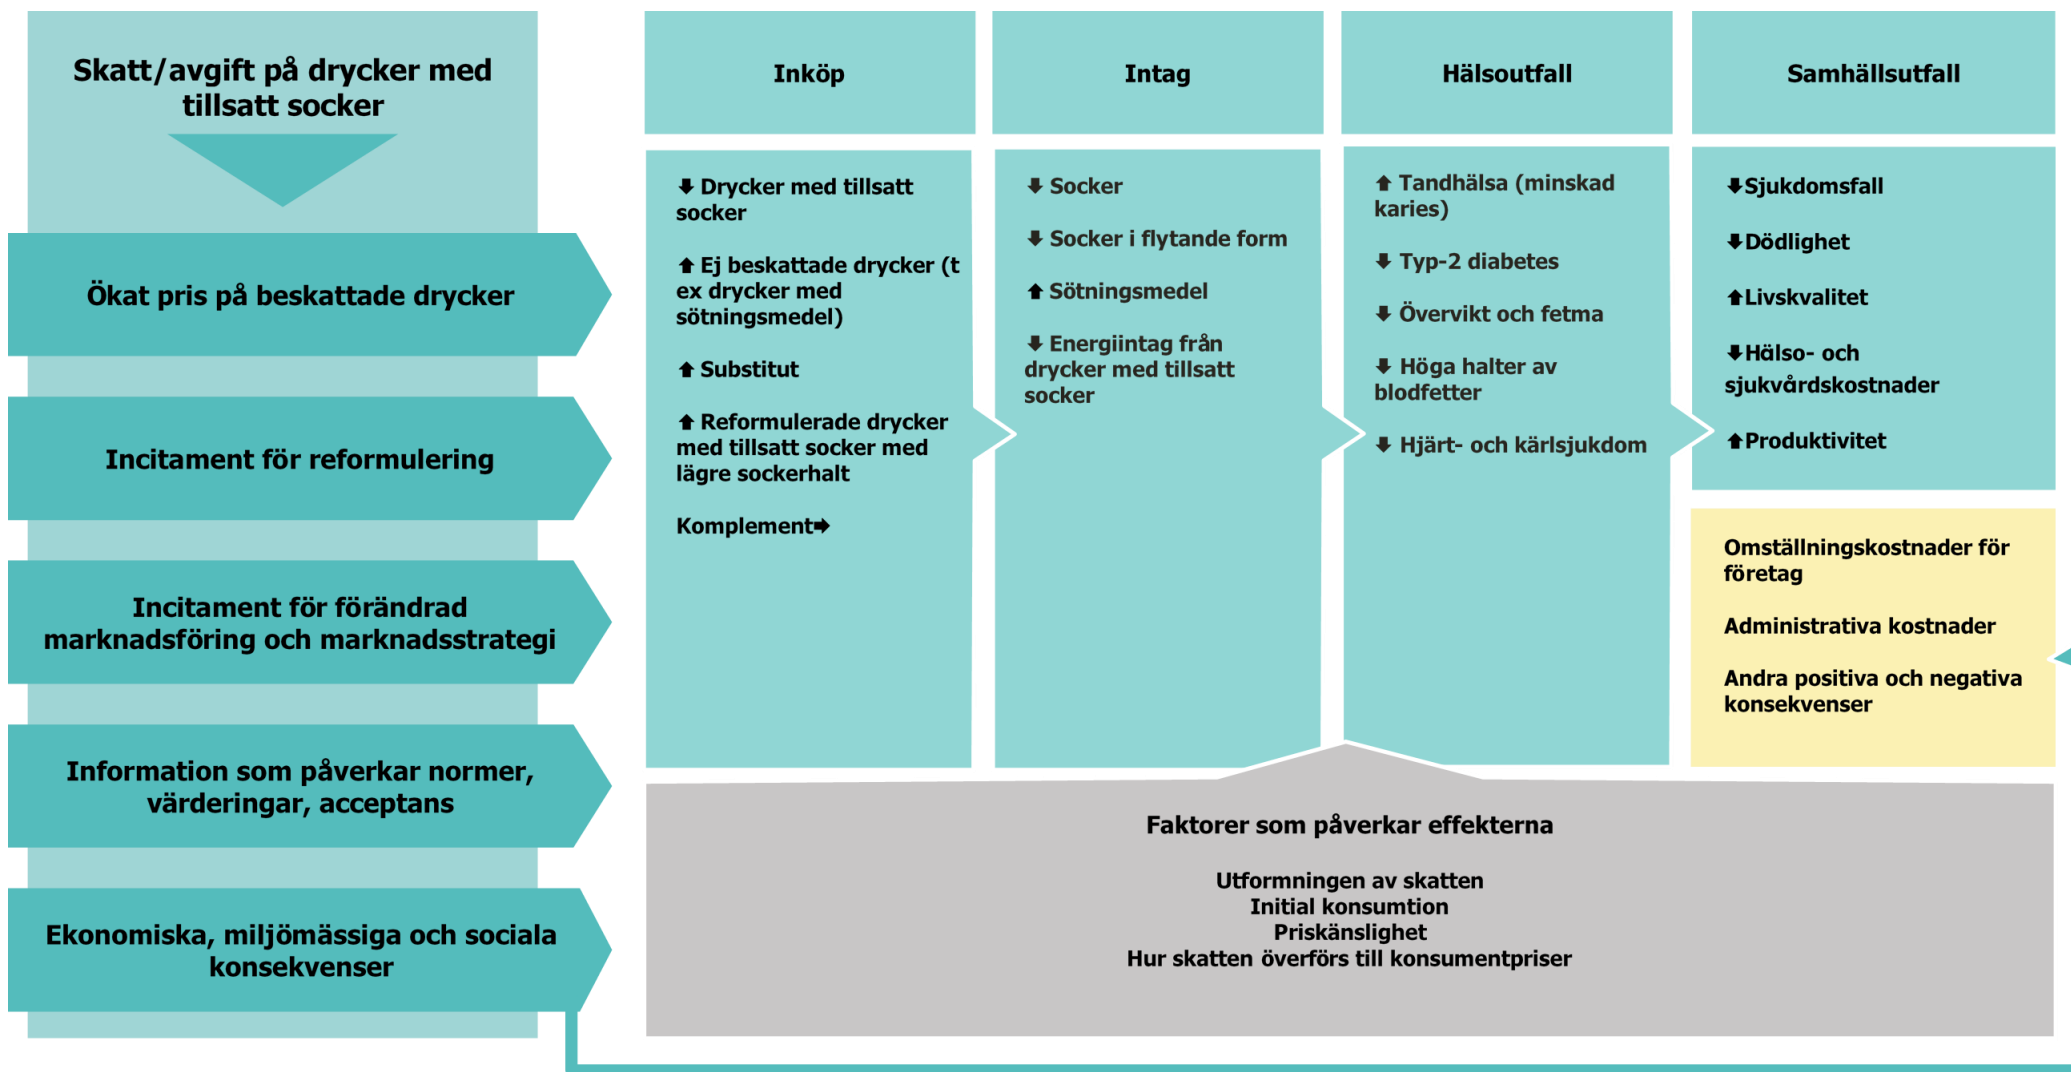 Skatt/avgift på drycker med
tillsatt socker
Ökat pris på beskattade drycker
Incitament för reformulering
Incitament för förändrad
marknadsföring och marknadsstrategi
Information som påverkar normer,
värderingar, acceptans
Ekonomiska, miljömässiga och sociala
konsekvenser
Inköp
🡇 Drycker med tillsatt
socker
🡅 Ej beskattade drycker (t
ex drycker med
sötningsmedel)
🡅 Substitut
🡅 Reformulerade drycker
med tillsatt socker med
lägre sockerhalt
Komplement🡆
Intag
🡇 Socker
🡇 Socker i flytande form
🡅 Sötningsmedel
🡇 Energiintag från
drycker med tillsatt
socker
Hälsoutfall
🡅 Tandhälsa (minskad
karies)
🡇 Typ-2 diabetes
🡇 Övervikt och fetma
🡇 Höga halter av
blodfetter
🡇 Hjärt- och kärlsjukdom
Samhällsutfall
🡇Sjukdomsfall
🡇Dödlighet
🡅Livskvalitet
🡇Hälso- och
sjukvårdskostnader
🡅Produktivitet
Omställningskostnader för
företag
Administrativa kostnader
Andra positiva och negativa
konsekvenser
Faktorer som påverkar effekterna
Utformningen av skatten
Initial konsumtion
Priskänslighet
Hur skatten överförs till konsumentpriser